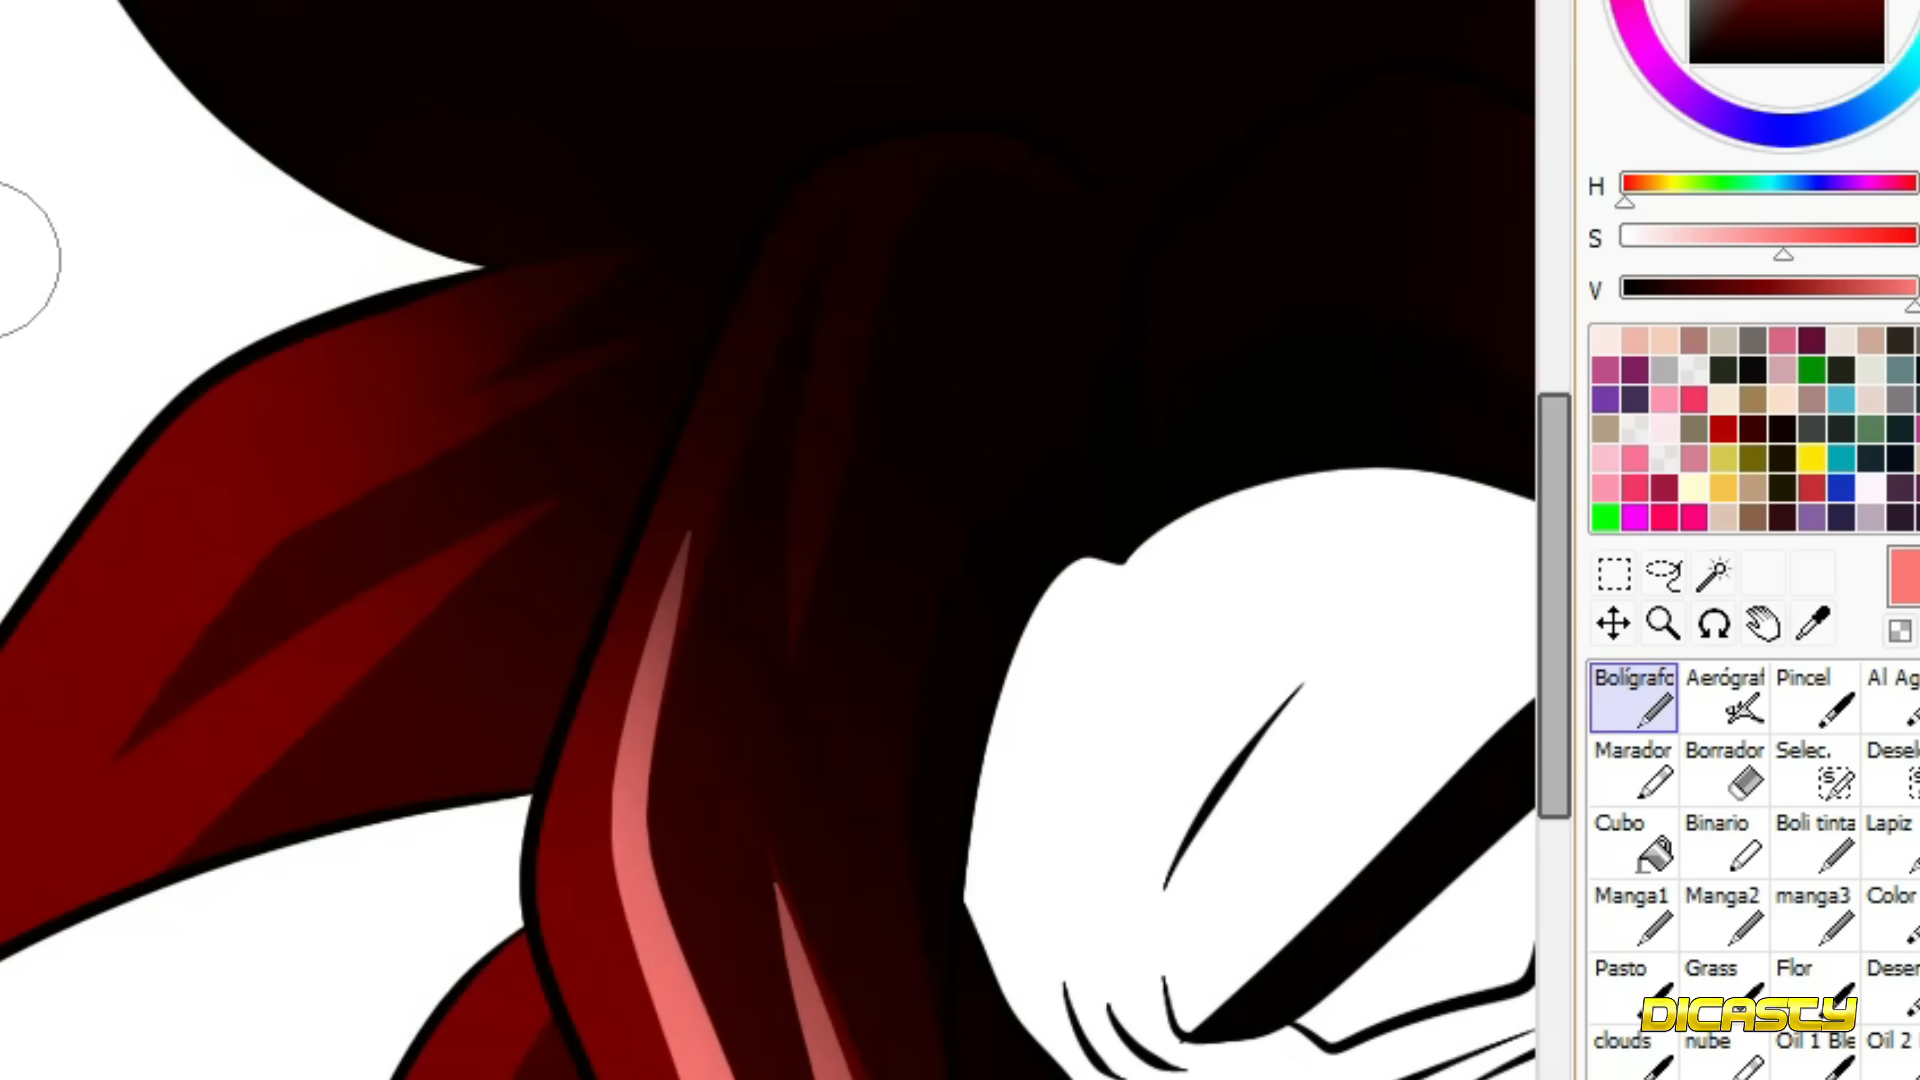 H
S
V
Bolígrafo Aerógraf Pincel Al Ag
Marador Borrador Selec. Desel
Cubo Binario Boli tinta Lapiz
Manga1 Manga2 manga3 Color
Pasto Grass Flor Deser
clouds nube Oil 1 Ble Oil 2
DICASTY